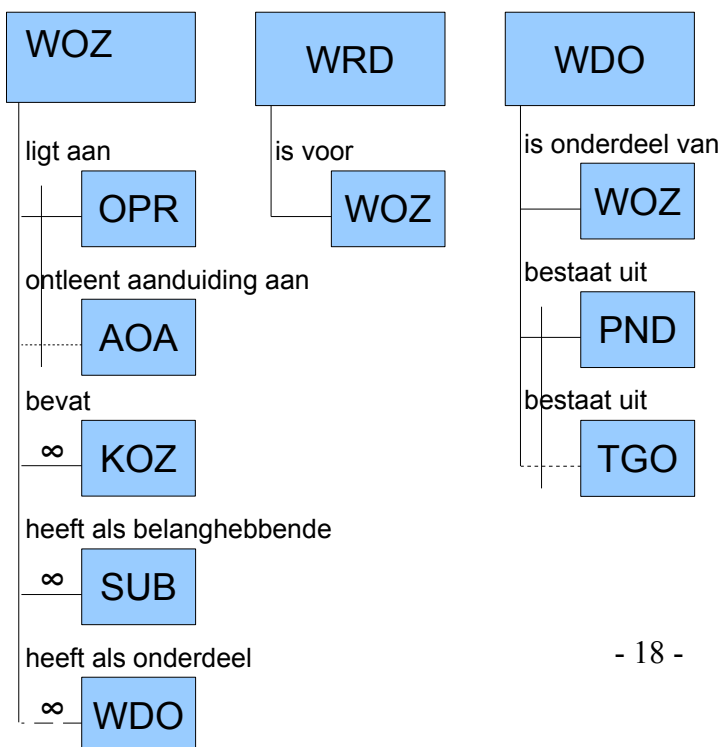 WOZ
ligt aan
OPR
ontleent aanduiding aan
AOA
bevat
∞
KOZ
heeft als belanghebbende
∞
SUB
heeft als onderdeel
∞
WDO
WRD
is voor
WOZ
WDO
is onderdeel van
WOZ
bestaat uit
PND
bestaat uit
TGO
- 18 -